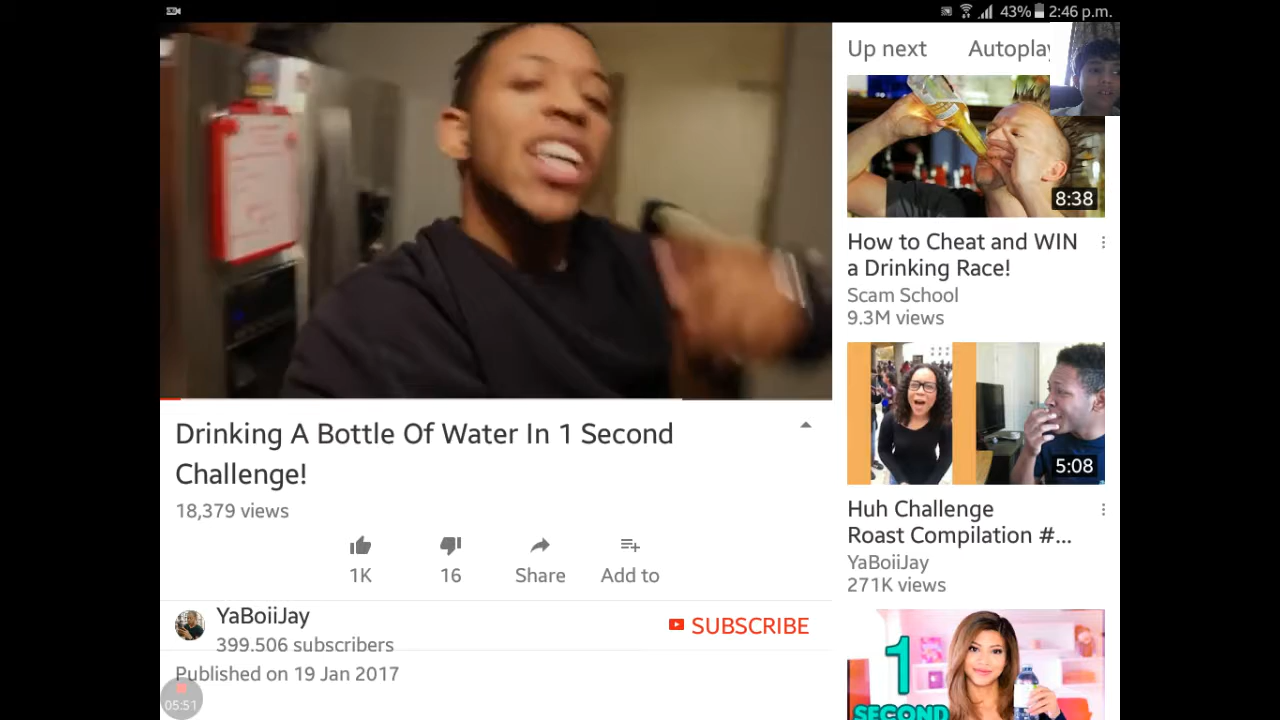 43% 2:46 p.m.
Up next Autoplay
8:38
How to Cheat and WIN
a Drinking Race!
Scam School
9.3M views
5:08
Huh Challenge
Roast Compilation #...
YaBoiiJay
271K views
1
SECOND
Drinking A Bottle Of Water In 1 Second
Challenge!
18,379 views
1K 16 Share Add to
YaBoiiJay
399.506 subscribers
SUBSCRIBE
Published on 19 Jan 2017
05:51